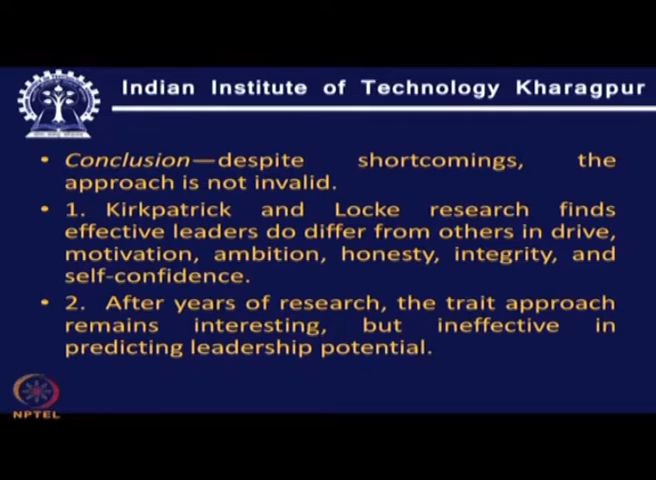 Indian Institute of Technology Kharagpur
• Conclusion—despite shortcomings, the
approach is not invalid.
• 1. Kirkpatrick and Locke research finds
effective leaders do differ from others in drive,
motivation, ambition, honesty, integrity, and
self-confidence.
• 2. After years of research, the trait approach
remains interesting, but ineffective in
predicting leadership potential.
NPTEL